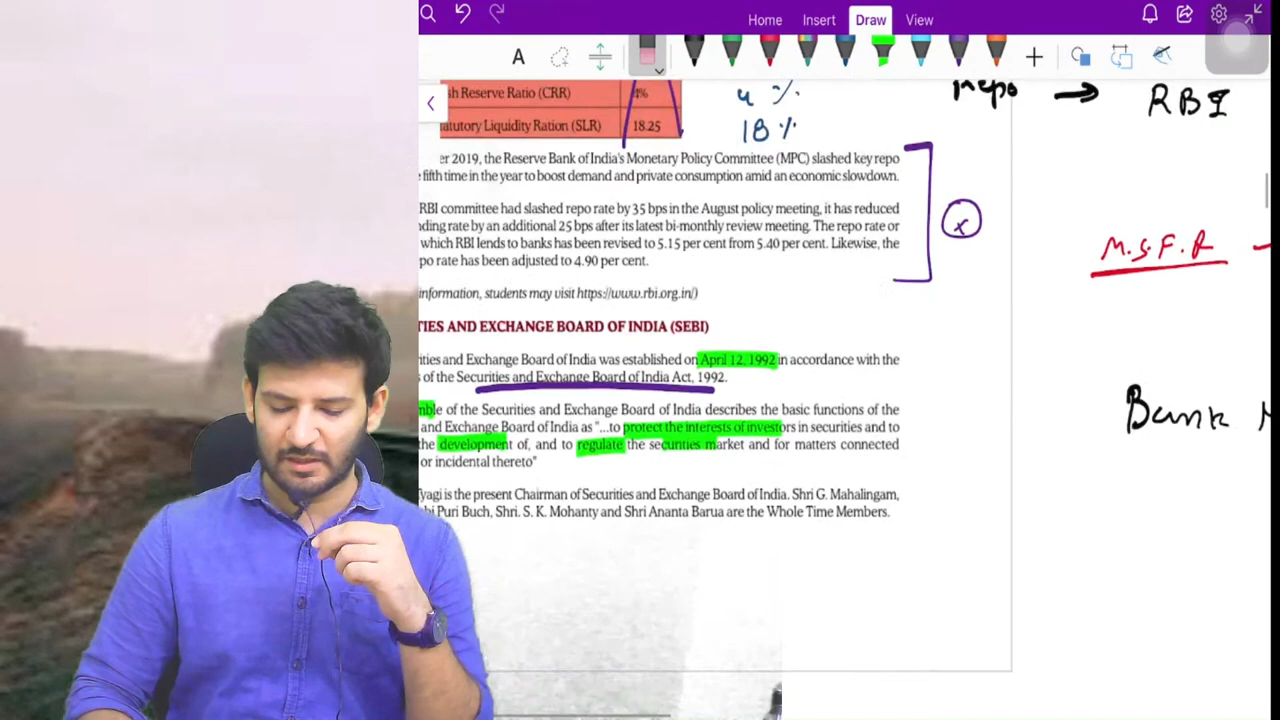 Home Insert Draw View
A
sh Reserve Ratio (CRR) 4% 4 %
Repo → RBI
atutory Liquidity Ration (SLR) 18.25 18 %
er 2019, the Reserve Bank of India's Monetary Policy Committee (MPC) slashed key repo
fifth time in the year to boost demand and private consumption amid an economic slowdown.
RBI committee had slashed repo rate by 35 bps in the August policy meeting, it has reduced
nding rate by an additional 25 bps after its latest bi-monthly review meeting. The repo rate or
which RBI lends to banks has been revised to 5.15 per cent from 5.40 per cent. Likewise, the
po rate has been adjusted to 4.90 per cent.
x
M.S.F.R
information, students may visit https://www.rbi.org.in/)
TIES AND EXCHANGE BOARD OF INDIA (SEBI)
rities and Exchange Board of India was established on April 12, 1992 in accordance with the
of the Securities and Exchange Board of India Act, 1992.
mble of the Securities and Exchange Board of India describes the basic functions of the
and Exchange Board of India as "...to protect the interests of investors in securities and to
the development of, and to regulate the securities market and for matters connected
or incidental thereto"
Bank
Tyagi is the present Chairman of Securities and Exchange Board of India. Shri G. Mahalingam,
bi Puri Buch, Shri. S. K. Mohanty and Shri Ananta Barua are the Whole Time Members.